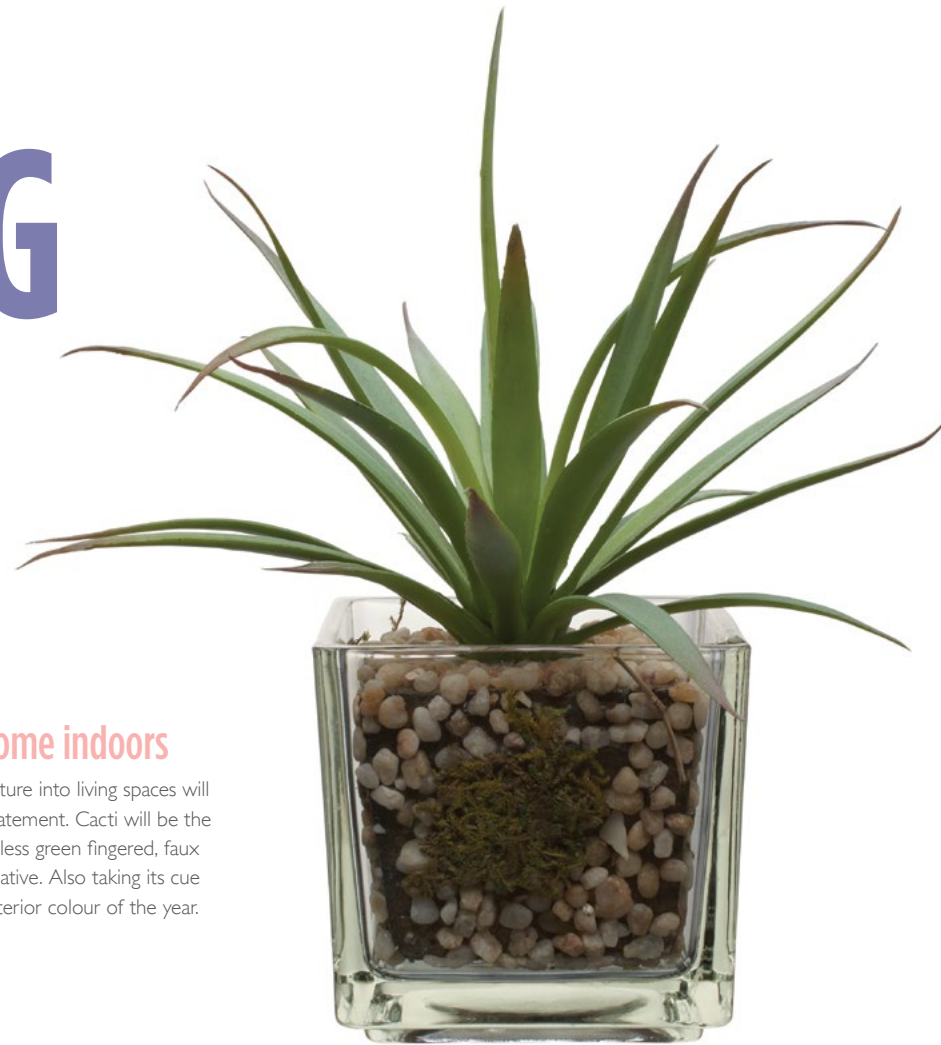 G
ome indoors
ture into living spaces will
atement. Cacti will be the
less green fingered, faux
ative. Also taking its cue
terior colour of the year.